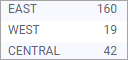 EAST 160
WEST 19
CENTRAL 42